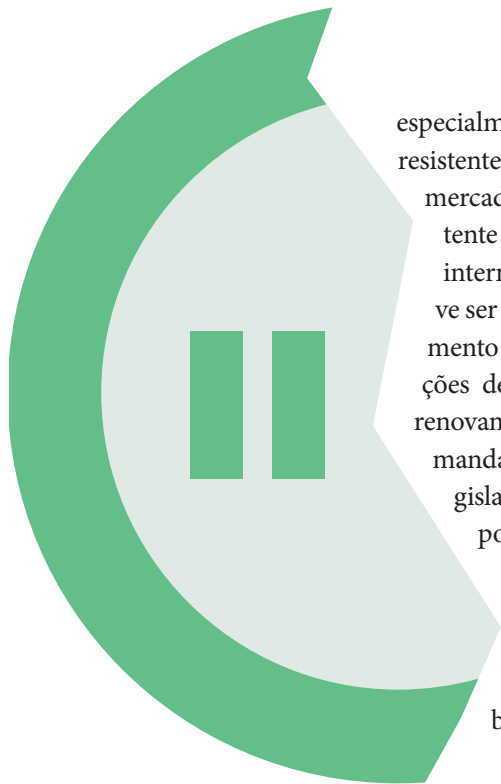 especialm
resistente
mercad
tente
intern
ve ser
mento
ções de
renovan
manda
gisla
po
b